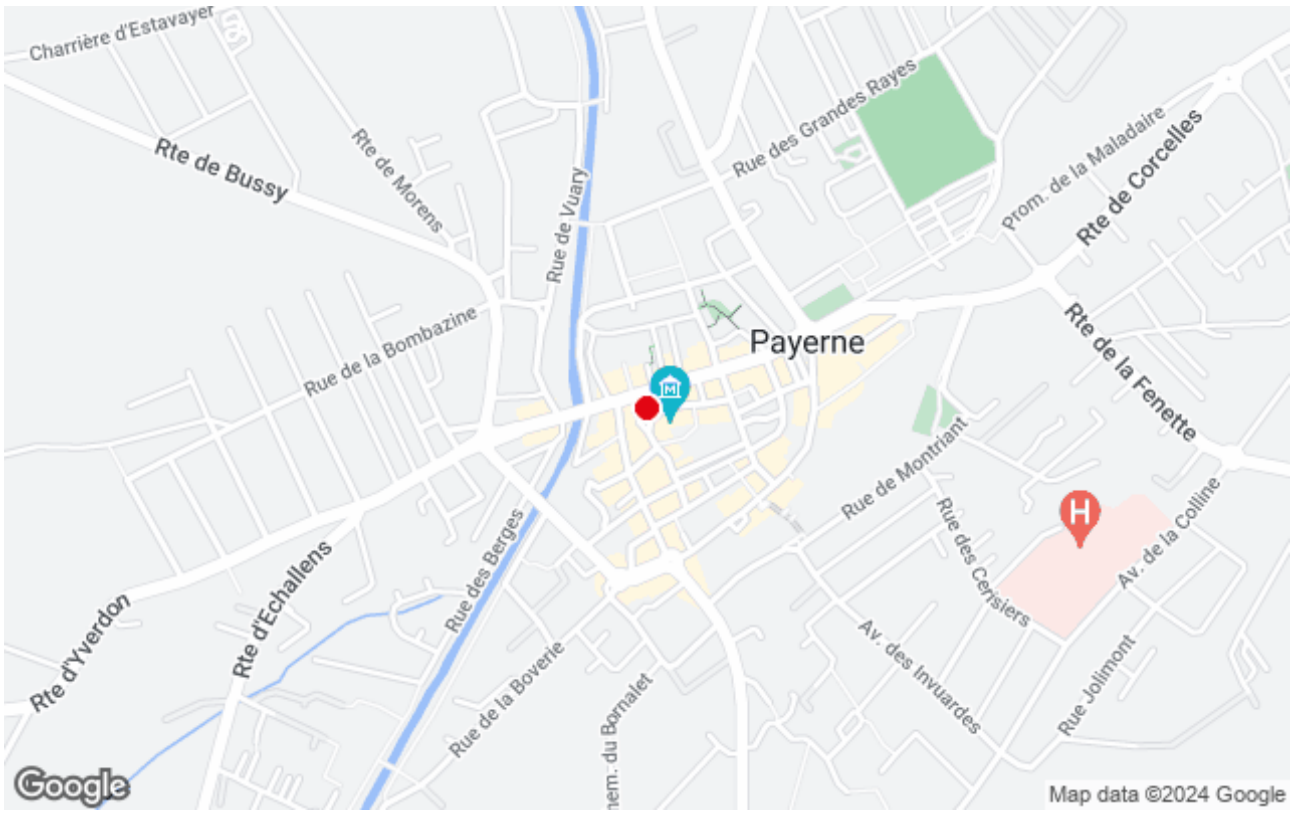 Charrière d'Estavayer
Rte de Bussy
Rte de Morens
Rue de Vuary
Rue des Grandes Rayes
Prom. de la Maladaire
Rte de Corcelles
Rue de la Bombazine
Payerne
M
Rte de la Fenette
Rue de Montriant
H
Rue des Cerisiers
Av. de la Colline
Rue des Berges
Rte d'Echallens
Rte d'Yverdon
Rue de la Boverie
hem. du Bornalet
Av. des Invuardes
Rue Jolimont
Google
Map data ©2024 Google